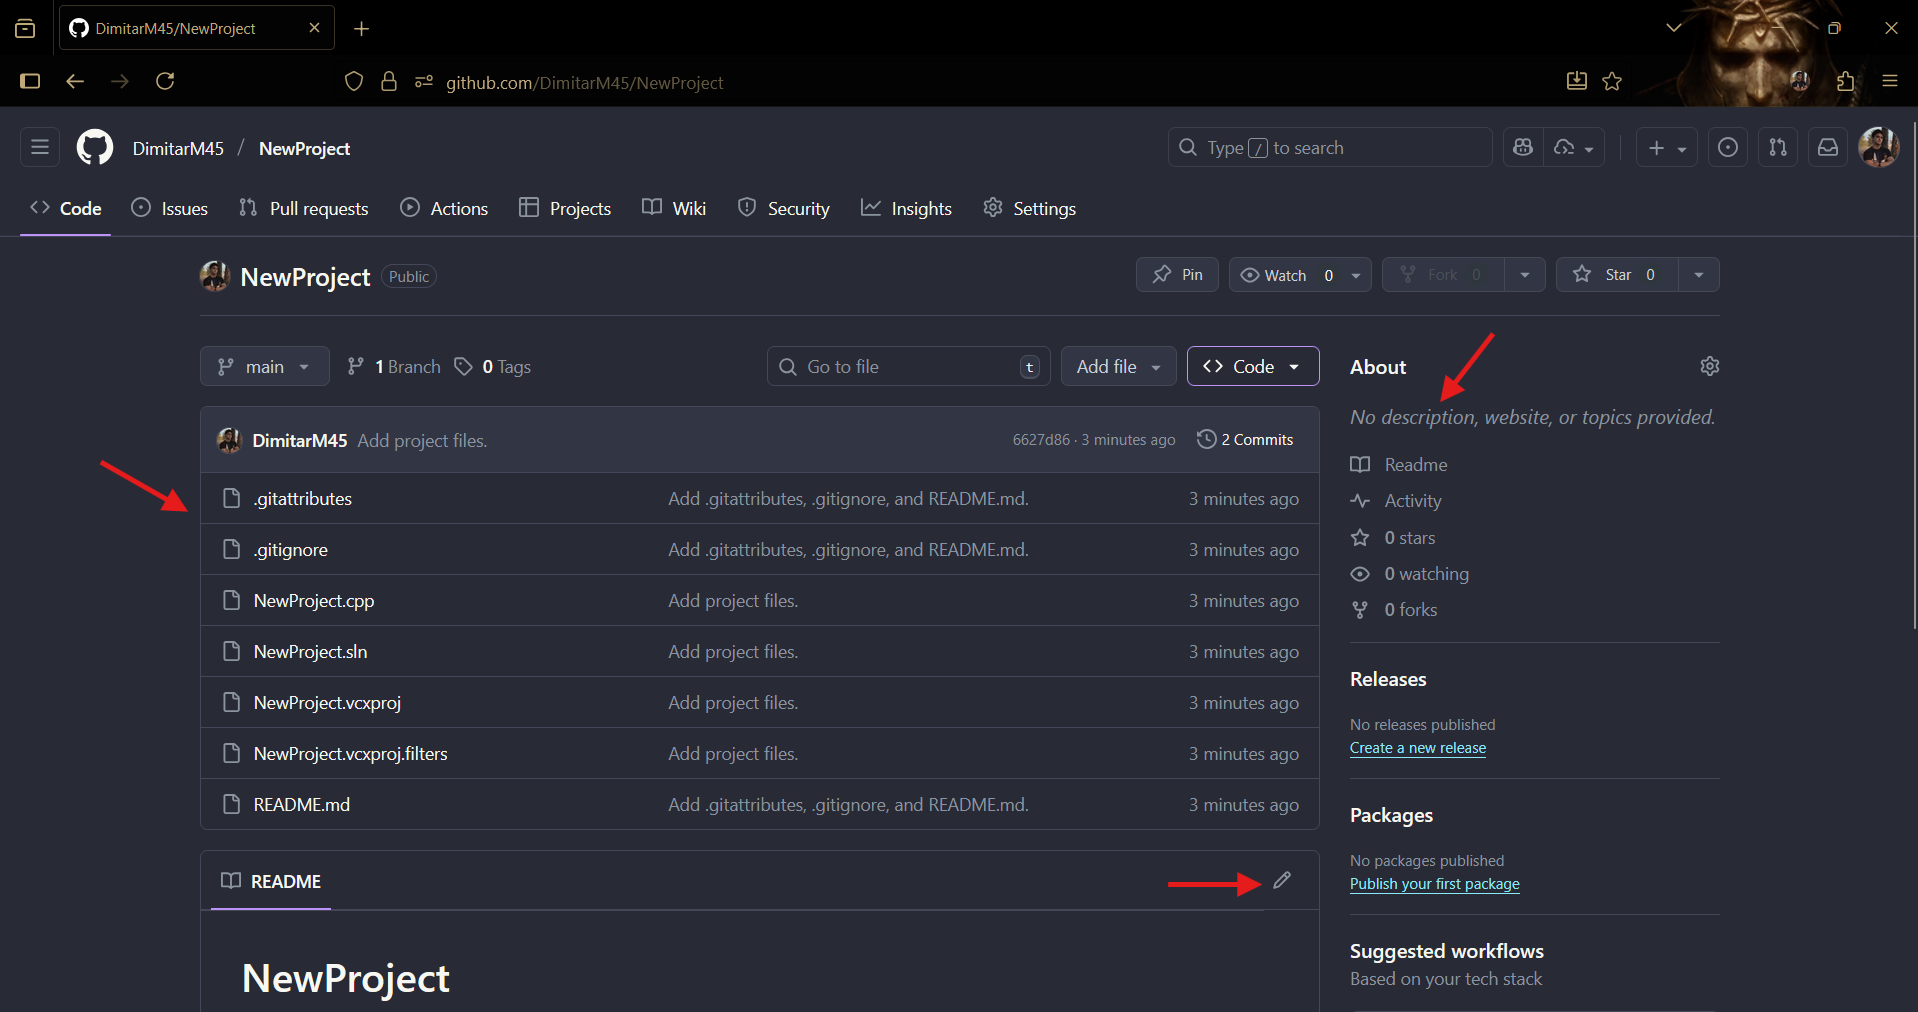 DimitarM45/NewProject
github.com/DimitarM45/NewProject
DimitarM45 / NewProject
Type / to search
Code Issues Pull requests Actions Projects Wiki Security Insights Settings
NewProject Public
Pin Watch 0 Fork 0 Star 0
main 1 Branch 0 Tags Go to file t Add file Code
DimitarM45 Add project files. 6627d86 · 3 minutes ago 2 Commits
.gitattributes Add .gitattributes, .gitignore, and README.md. 3 minutes ago
.gitignore Add .gitattributes, .gitignore, and README.md. 3 minutes ago
NewProject.cpp Add project files. 3 minutes ago
NewProject.sln Add project files. 3 minutes ago
NewProject.vcxproj Add project files. 3 minutes ago
NewProject.vcxproj.filters Add project files. 3 minutes ago
README.md Add .gitattributes, .gitignore, and README.md. 3 minutes ago
README
NewProject
About
No description, website, or topics provided.
Readme
Activity
0 stars
0 watching
0 forks
Releases
No releases published
Create a new release
Packages
No packages published
Publish your first package
Suggested workflows
Based on your tech stack